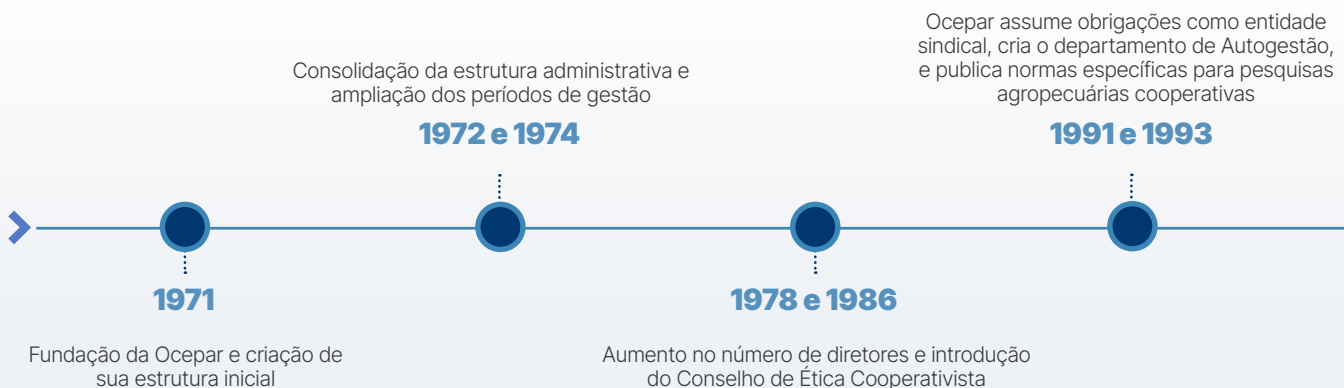 1971
Fundação da Ocepar e criação de
sua estrutura inicial
Consolidação da estrutura administrativa e
ampliação dos períodos de gestão
1972 e 1974
1978 e 1986
Aumento no número de diretores e introdução
do Conselho de Ética Cooperativista
Ocepar assume obrigações como entidade
sindical, cria o departamento de Autogestão,
e publica normas específicas para pesquisas
agropecuárias cooperativas
1991 e 1993